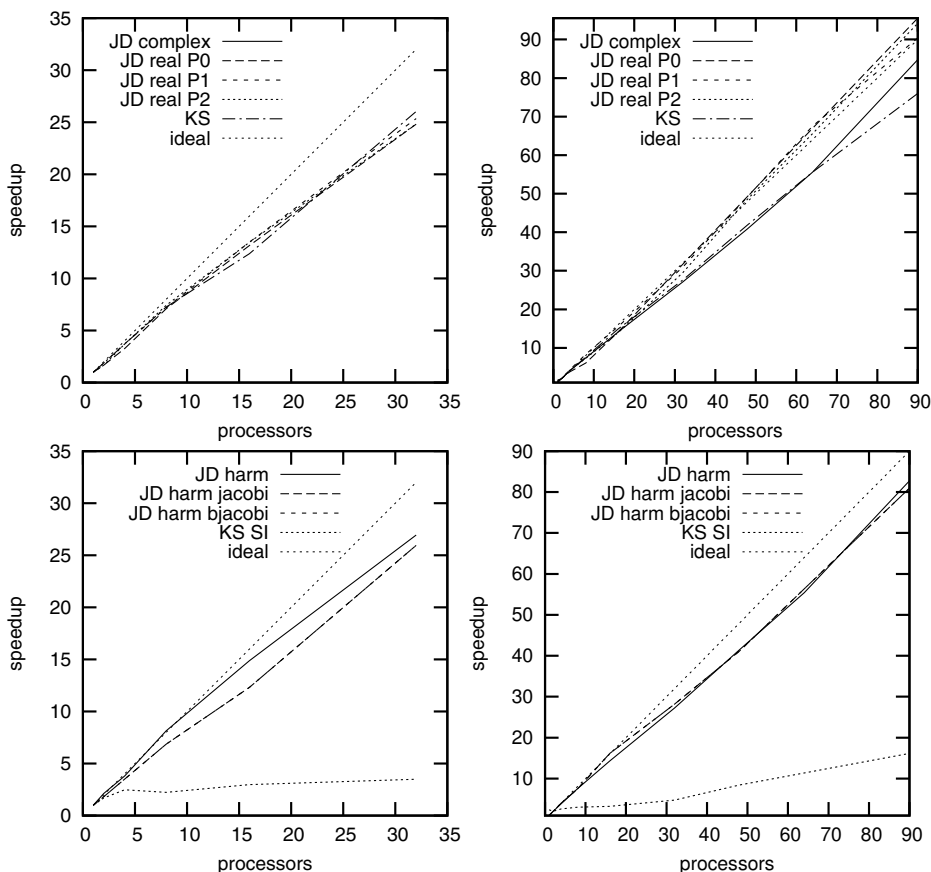 35
30
25
20
15
10
5
0
speedup
JD complex
JD real P0
JD real P1
JD real P2
KS
ideal
0 5 10 15 20 25 30 35
processors
90
80
70
60
50
40
30
20
10
speedup
JD complex
JD real P0
JD real P1
JD real P2
KS
ideal
0 10 20 30 40 50 60 70 80 90
processors
35
30
25
20
15
10
5
0
speedup
JD harm
JD harm jacobi
JD harm bjacobi
KS SI
ideal
0 5 10 15 20 25 30 35
processors
90
80
70
60
50
40
30
20
10
speedup
JD harm
JD harm jacobi
JD harm bjacobi
KS SI
ideal
0 10 20 30 40 50 60 70 80 90
processors